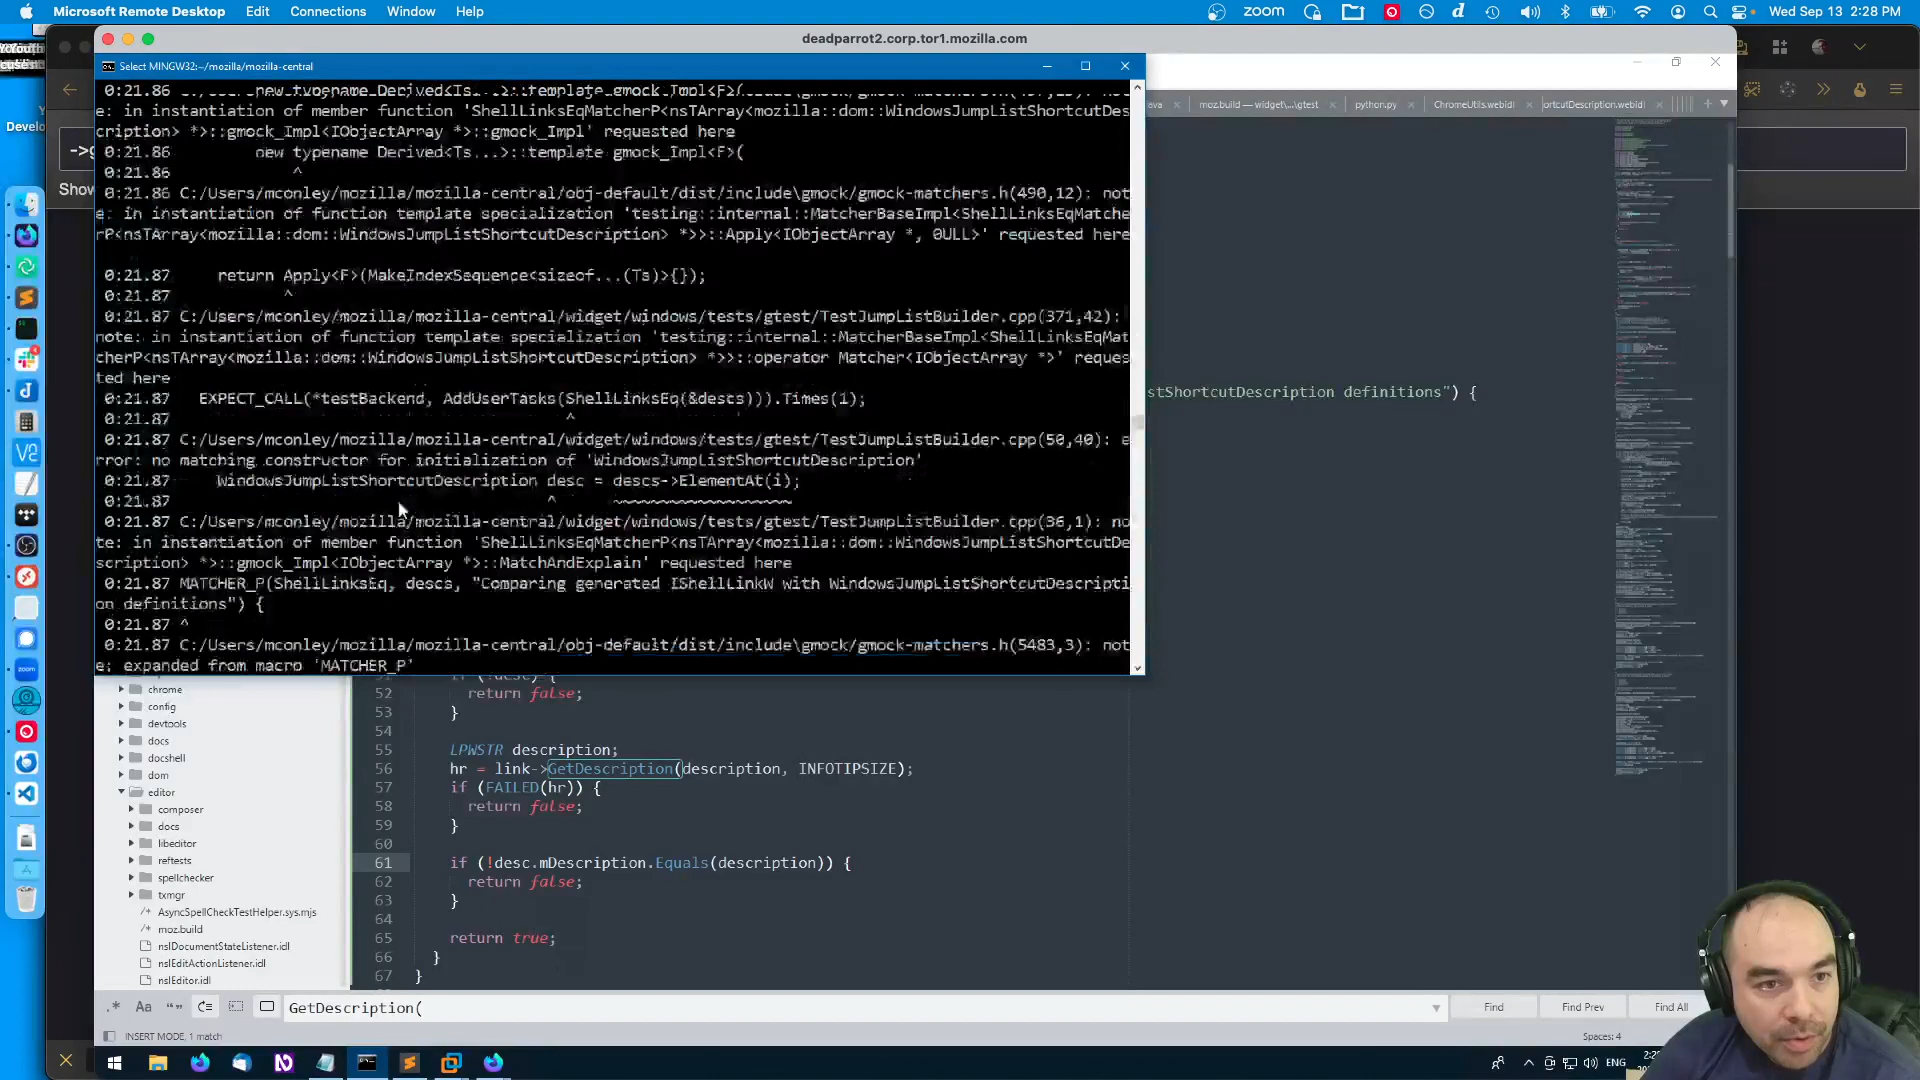 Microsoft Remote Desktop Edit Connections Window Help
zoom
Wed Sep 13 2:28 PM
deadparrot2.corp.tor1.mozilla.com
Select MINGW32:~/mozilla/mozilla-central
java
moz.build — widget\...\gtest
python.py
ChromeUtils.webidl
ortcutDescription.webidl
e: in instantiation of member function 'ShellLinksEqMatcherP<nsTArray<mozilla::dom::WindowsJumpListShortcutDes
cription> *>::gmock_Impl<IObjectArray *>::gmock_Impl' requested here
0:21.86 new typename Derived<Ts...>::template gmock_Impl<F>(
0:21.86 ^
0:21.86 C:/Users/mconley/mozilla/mozilla-central/obj-default/dist/include\gmock/gmock-matchers.h(490,12): not
e: in instantiation of function template specialization 'testing::internal::MatcherBaseImpl<ShellLinksEqMatche
rP<nsTArray<mozilla::dom::WindowsJumpListShortcutDescription> *>>::Apply<IObjectArray *, 0ULL>' requested here
0:21.87 return Apply<F>(MakeIndexSequence<sizeof...(Ts)>{});
0:21.87 ^
0:21.87 C:/Users/mconley/mozilla/mozilla-central/widget/windows/tests/gtest/TestJumpListBuilder.cpp(371,42):
note: in instantiation of function template specialization 'testing::internal::MatcherBaseImpl<ShellLinksEqMat
cherP<nsTArray<mozilla::dom::WindowsJumpListShortcutDescription> *>>::operator Matcher<IObjectArray *>' reques
ted here
0:21.87 EXPECT_CALL(*testBackend, AddUserTasks(ShellLinksEq(&descs))).Times(1);
0:21.87 ^
0:21.87 C:/Users/mconley/mozilla/mozilla-central/widget/windows/tests/gtest/TestJumpListBuilder.cpp(50,40): e
rror: no matching constructor for initialization of 'WindowsJumpListShortcutDescription'
0:21.87 WindowsJumpListShortcutDescription desc = descs->ElementAt(i);
0:21.87 ^ ~~~~~~~~~~~~~~~~~~~
0:21.87 C:/Users/mconley/mozilla/mozilla-central/widget/windows/tests/gtest/TestJumpListBuilder.cpp(36,1): no
te: in instantiation of member function 'ShellLinksEqMatcherP<nsTArray<mozilla::dom::WindowsJumpListShortcutDe
scription> *>::gmock_Impl<IObjectArray *>::MatchAndExplain' requested here
0:21.87 MATCHER_P(ShellLinksEq, descs, "Comparing generated IShellLinkW with WindowsJumpListShortcutDescripti
on definitions") {
0:21.87 ^
0:21.87 C:/Users/mconley/mozilla/mozilla-central/obj-default/dist/include\gmock/gmock-matchers.h(5483,3): not
e: expanded from macro 'MATCHER_P'
stShortcutDescription definitions") {
chrome
config
devtools
docs
docshell
dom
editor
composer
docs
libeditor
reftests
spellchecker
txmgr
AsyncSpellCheckTestHelper.sys.mjs
moz.build
nsIDocumentStateListener.idl
nsIEditActionListener.idl
nsIEditor.idl
52 return false;
53 }
54
55 LPWSTR description;
56 hr = link->GetDescription(description, INFOTIPSIZE);
57 if (FAILED(hr)) {
58 return false;
59 }
60
61 if (!desc.mDescription.Equals(description)) {
62 return false;
63 }
64
65 return true;
66 }
67 }
GetDescription(
Find
Find Prev
Find All
INSERT MODE, 1 match
Spaces: 4
ENG